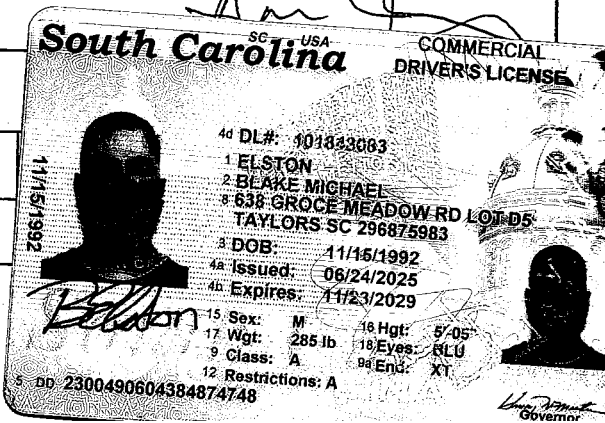 SC USA
South Carolina
COMMERCIAL
DRIVER'S LICENSE
4d DL#: 101843083
1 ELSTON
2 BLAKE MICHAEL
8 638 GROCE MEADOW RD LOT D5
TAYLORS SC 296875983
3 DOB: 11/15/1992
4a Issued: 06/24/2025
4b Expires: 11/23/2029
15 Sex: M 16 Hgt: 5'-05"
17 Wgt: 285 lb 18 Eyes: BLU
9 Class: A 9a End: XT
12 Restrictions: A
11/15/1992
5 DD 2300490604384874748
Governor